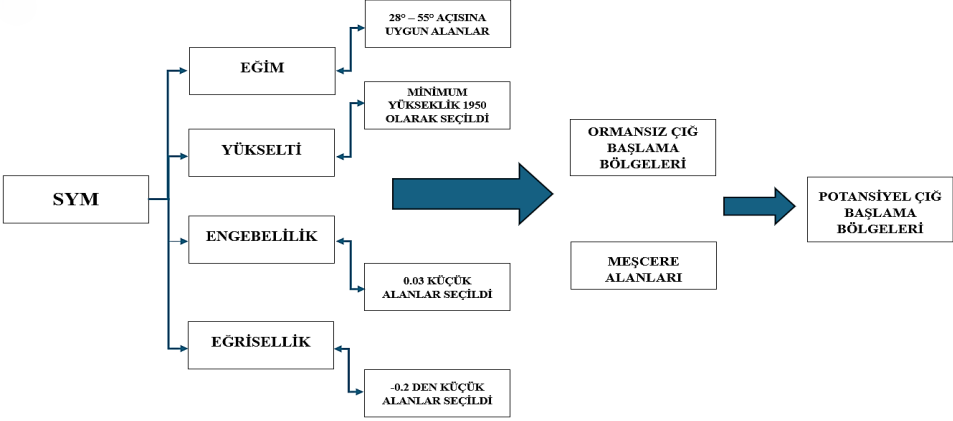 SYM
EĞİM
28° – 55° AÇISINA
UYGUN ALANLAR
YÜKSELTİ
MİNİMUM
YÜKSEKLİK 1950
OLARAK SEÇİLDİ
ENGEBELİLİK
0.03 KÜÇÜK
ALANLAR SEÇİLDİ
EĞRİSELLİK
-0.2 DEN KÜÇÜK
ALANLAR SEÇİLDİ
ORMANSIZ ÇIĞ
BAŞLAMA
BÖLGELERİ
MEŞCERE
ALANLARI
POTANSİYEL ÇIĞ
BAŞLAMA
BÖLGELERİ